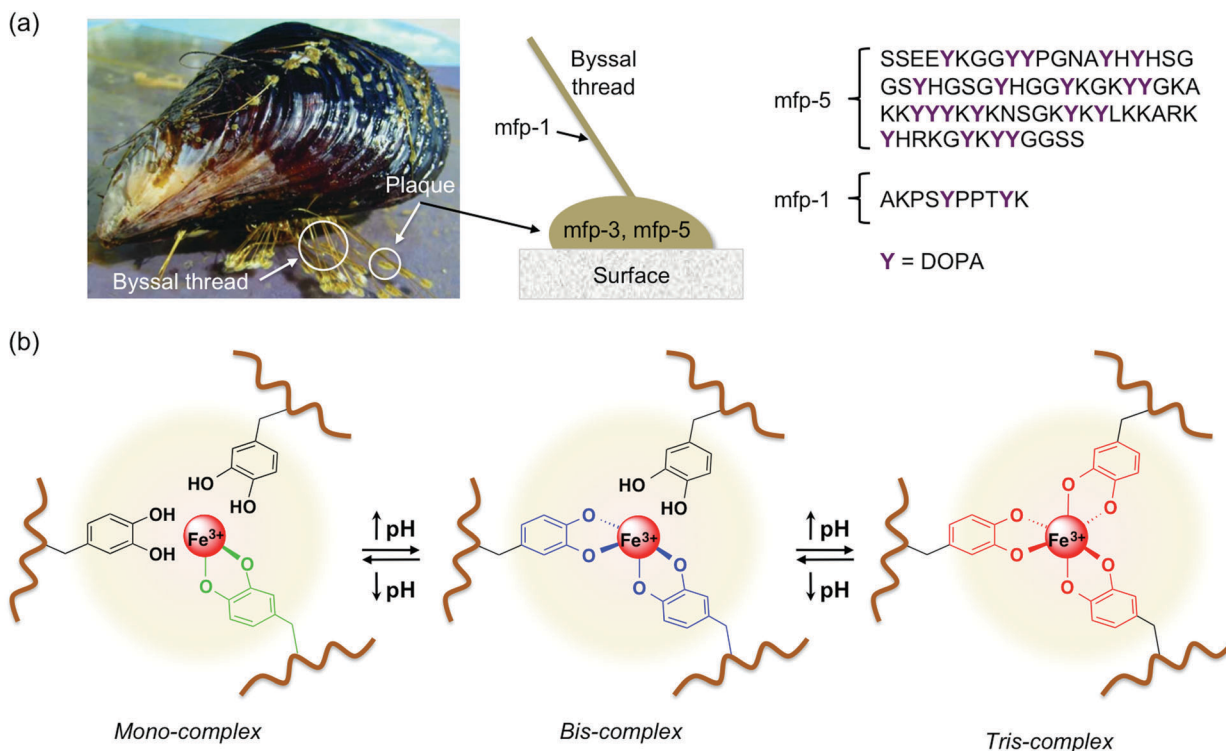 (a)
Byssal
thread
mfp-1
Plaque
mfp-3, mfp-5
Byssal thread
Surface
mfp-5
SSEEYKGGYYPGNAYHYHSG
GSYHGSGYHGGYKGKYYGKA
KKYYYKYKNSGKYKYLKKARK
YHRKGYKYYGGSS
mfp-1
AKPSYPPTYK
Y = DOPA
(b)
HO
HO
OH
OH
Fe3+
O
O
↑ pH
↓ pH
HO
HO
O
O
Fe3+
O
O
↑ pH
↓ pH
O
O
O
O
Fe3+
O
O
Mono-complex
Bis-complex
Tris-complex